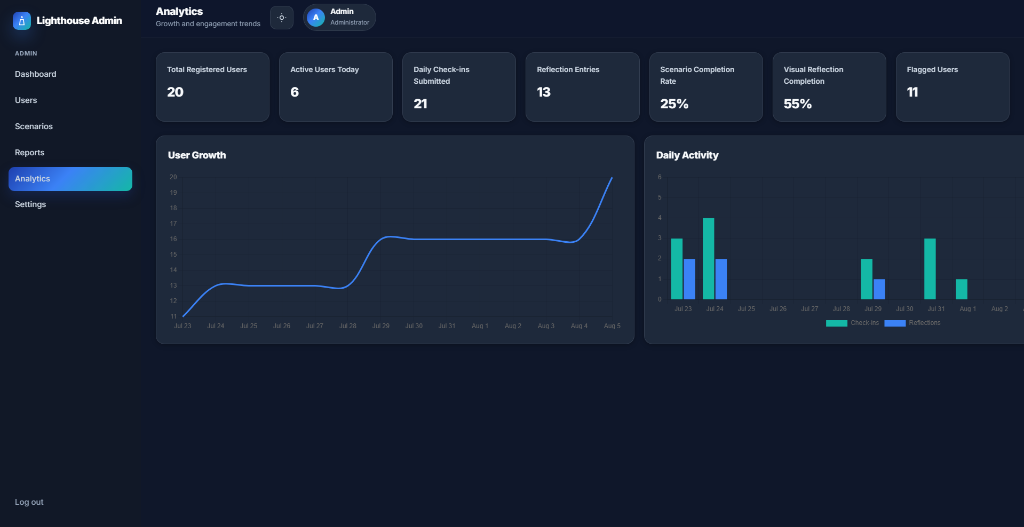 Lighthouse Admin
ADMIN
Dashboard
Users
Scenarios
Reports
Analytics
Settings
Log out
Analytics
Growth and engagement trends
A
Admin
Administrator
Total Registered Users
20
Active Users Today
6
Daily Check-ins
Submitted
21
Reflection Entries
13
Scenario Completion
Rate
25%
Visual Reflection
Completion
55%
Flagged Users
11
User Growth
20
19
18
17
16
15
14
13
12
11
Jul 23 Jul 24 Jul 25 Jul 26 Jul 27 Jul 28 Jul 29 Jul 30 Jul 31 Aug 1 Aug 2 Aug 3 Aug 4 Aug 5
Daily Activity
6
5
4
3
2
1
0
Jul 23 Jul 24 Jul 25 Jul 26 Jul 27 Jul 28 Jul 29 Jul 30 Jul 31 Aug 1 Aug 2
Check-ins Reflections